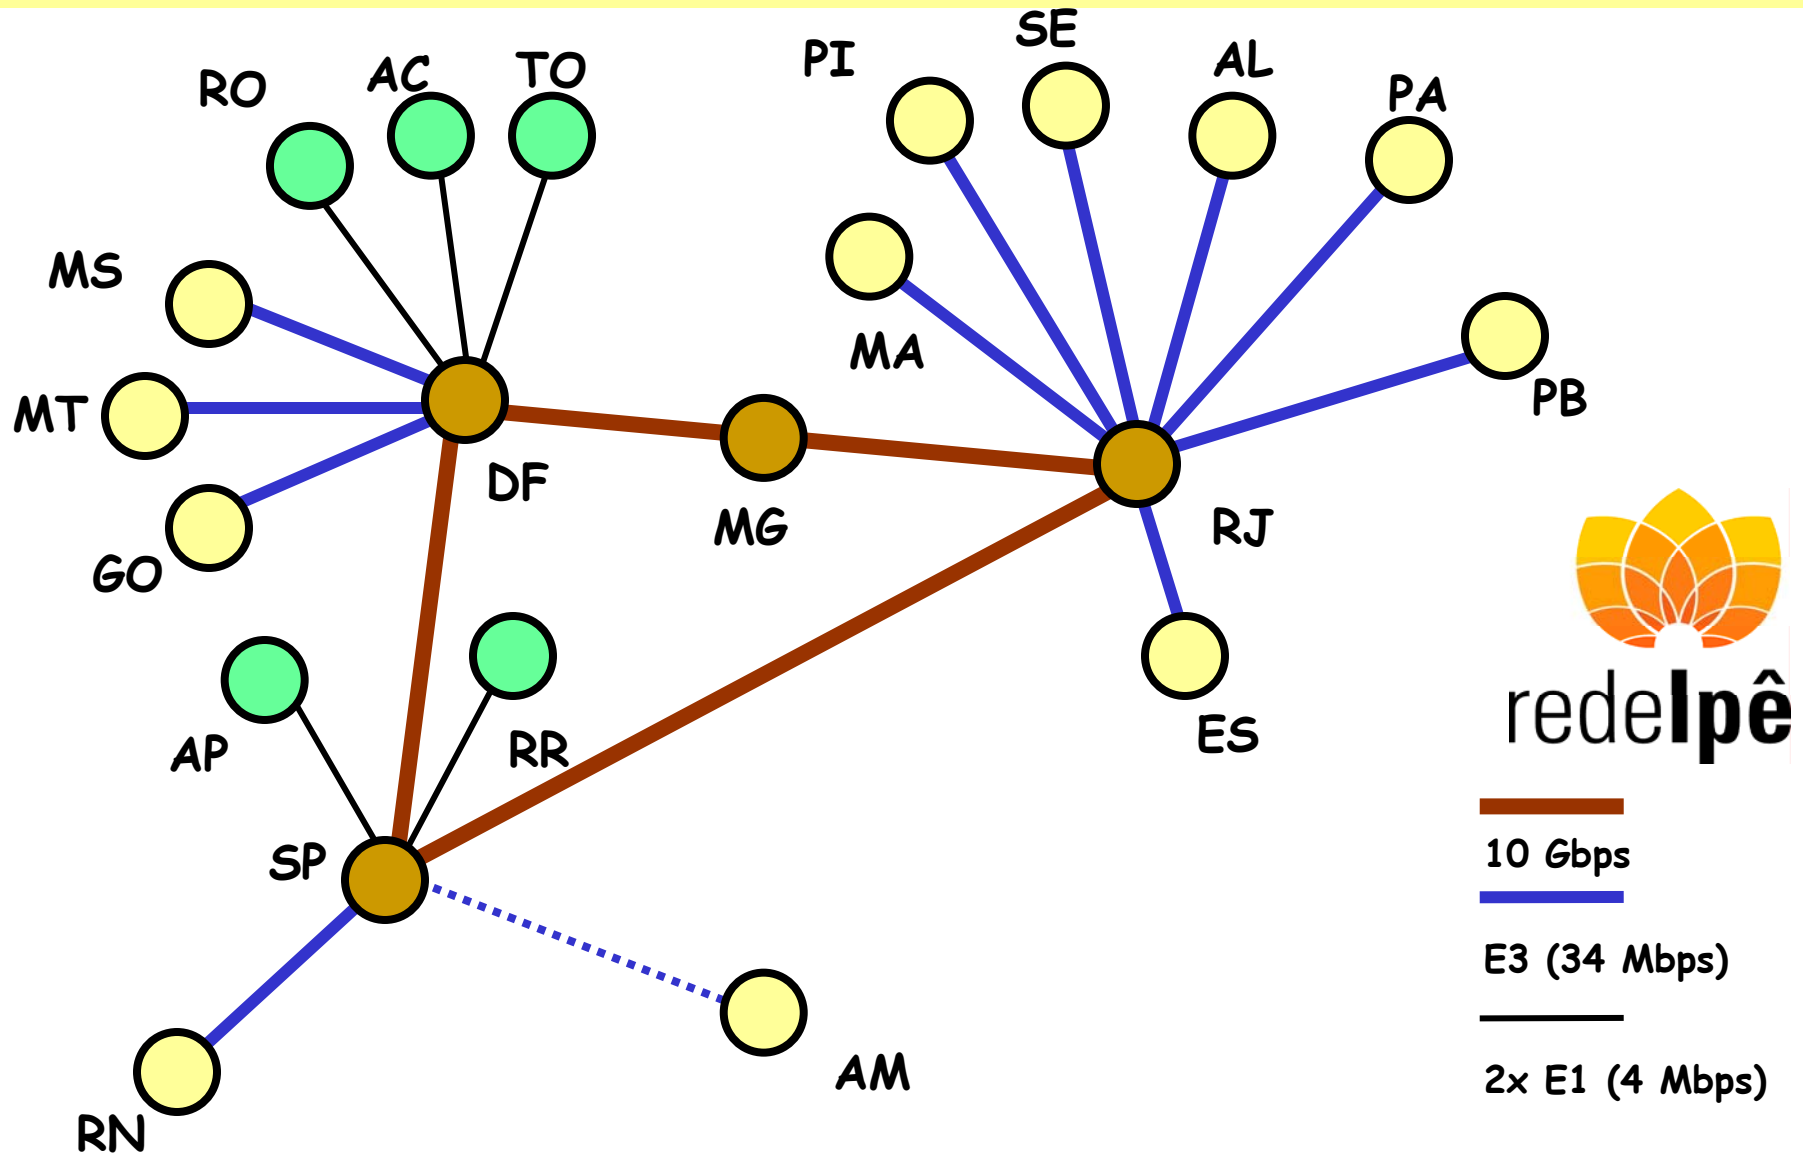 SE
PI
AL
TO
AC
RO
PA
MS
MA
PB
MT
DF
MG
RJ
GO
ES
RR
AP
redeIpê
SP
10 Gbps
E3 (34 Mbps)
AM
2x E1 (4 Mbps)
RN